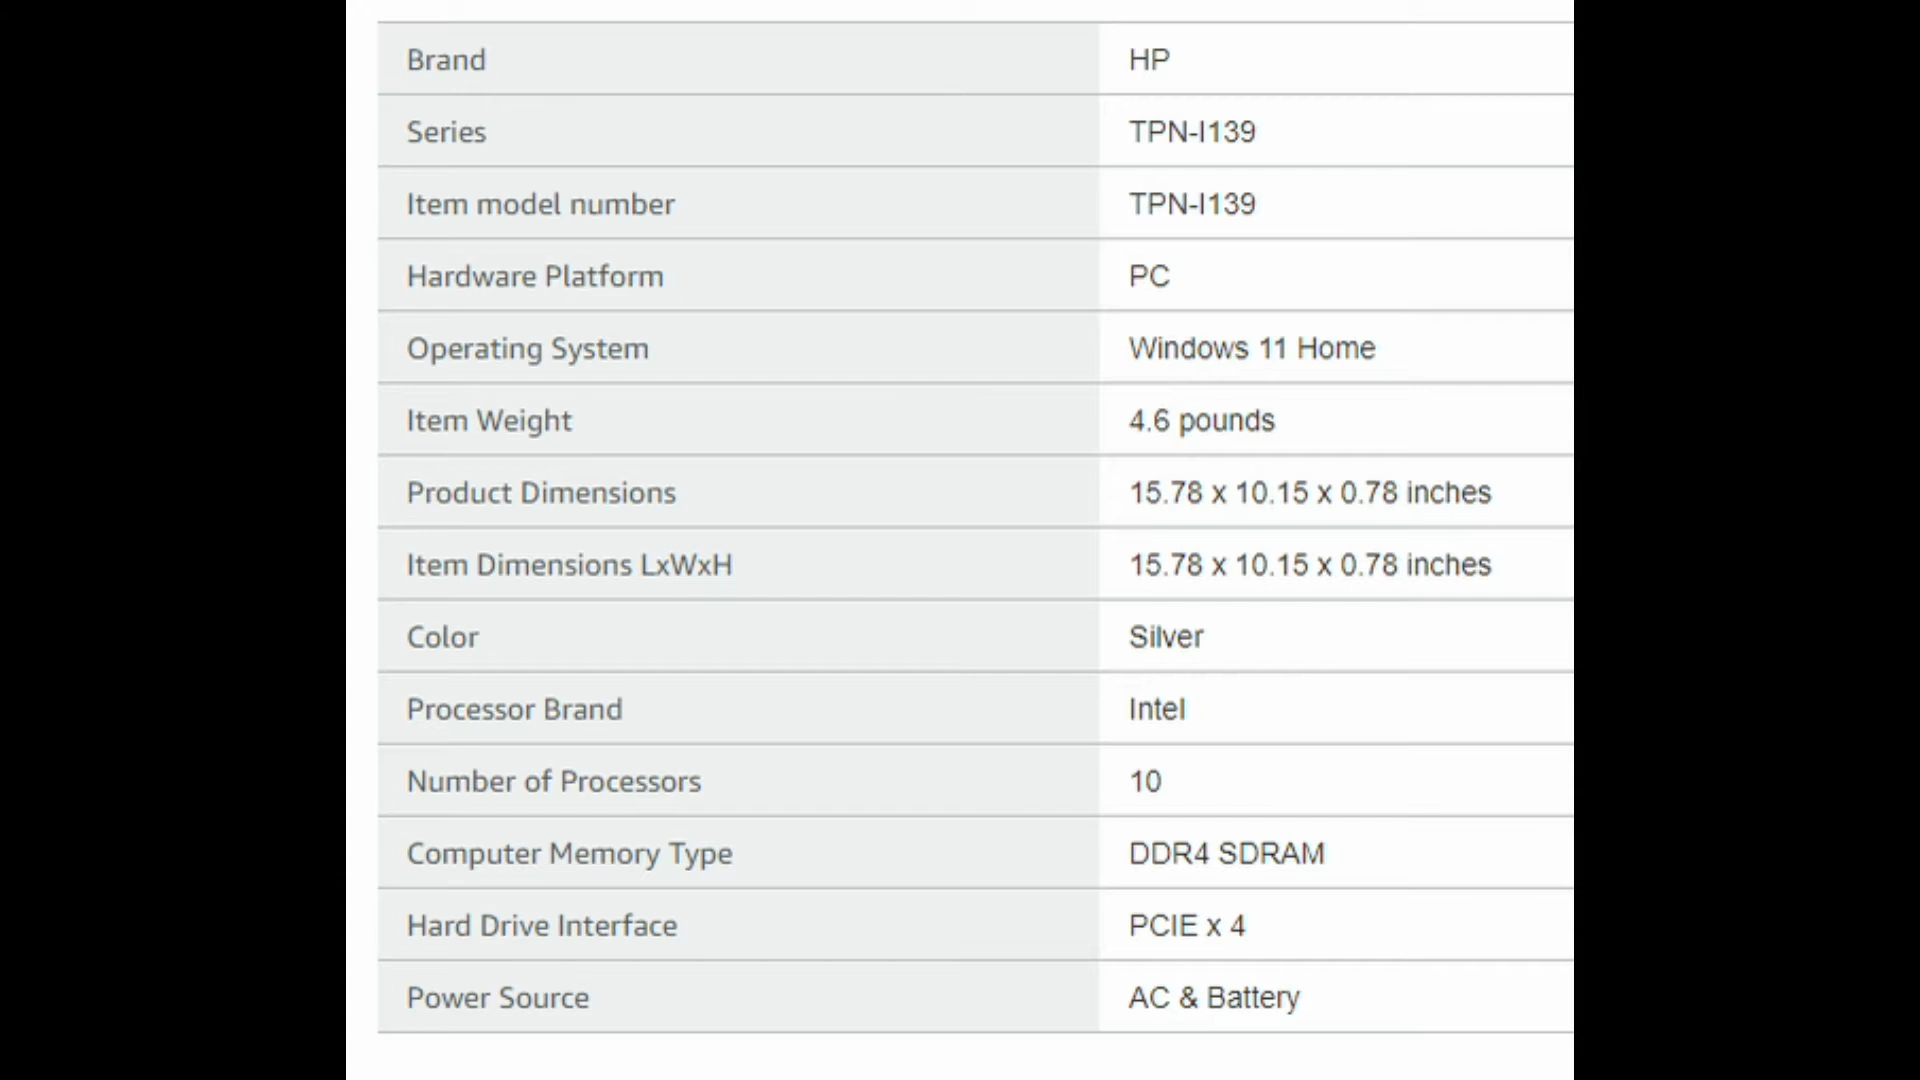 Brand HP
Series TPN-I139
Item model number TPN-I139
Hardware Platform PC
Operating System Windows 11 Home
Item Weight 4.6 pounds
Product Dimensions 15.78 x 10.15 x 0.78 inches
Item Dimensions LxWxH 15.78 x 10.15 x 0.78 inches
Color Silver
Processor Brand Intel
Number of Processors 10
Computer Memory Type DDR4 SDRAM
Hard Drive Interface PCIE x 4
Power Source AC & Battery